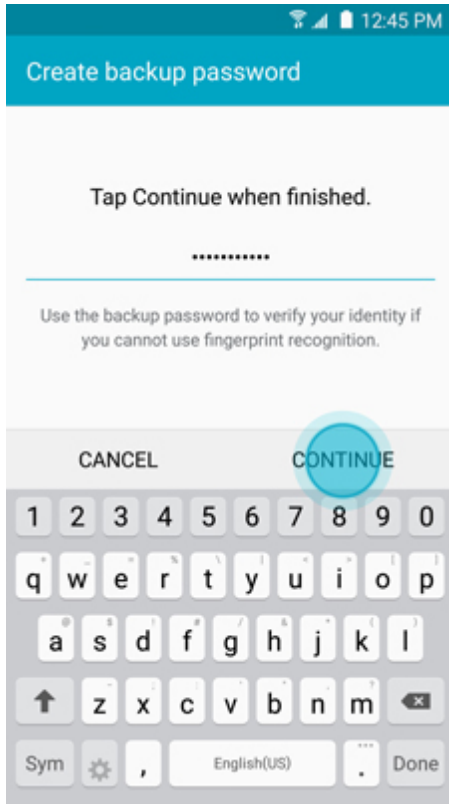 12:45 PM
Create backup password
Tap Continue when finished.
•••••••••••
Use the backup password to verify your identity if
you cannot use fingerprint recognition.
CANCEL CONTINUE
1 2 3 4 5 6 7 8 9 0
q w e r t y u i o p
a s d f g h j k l
z x c v b n m
Sym , English(US) . Done